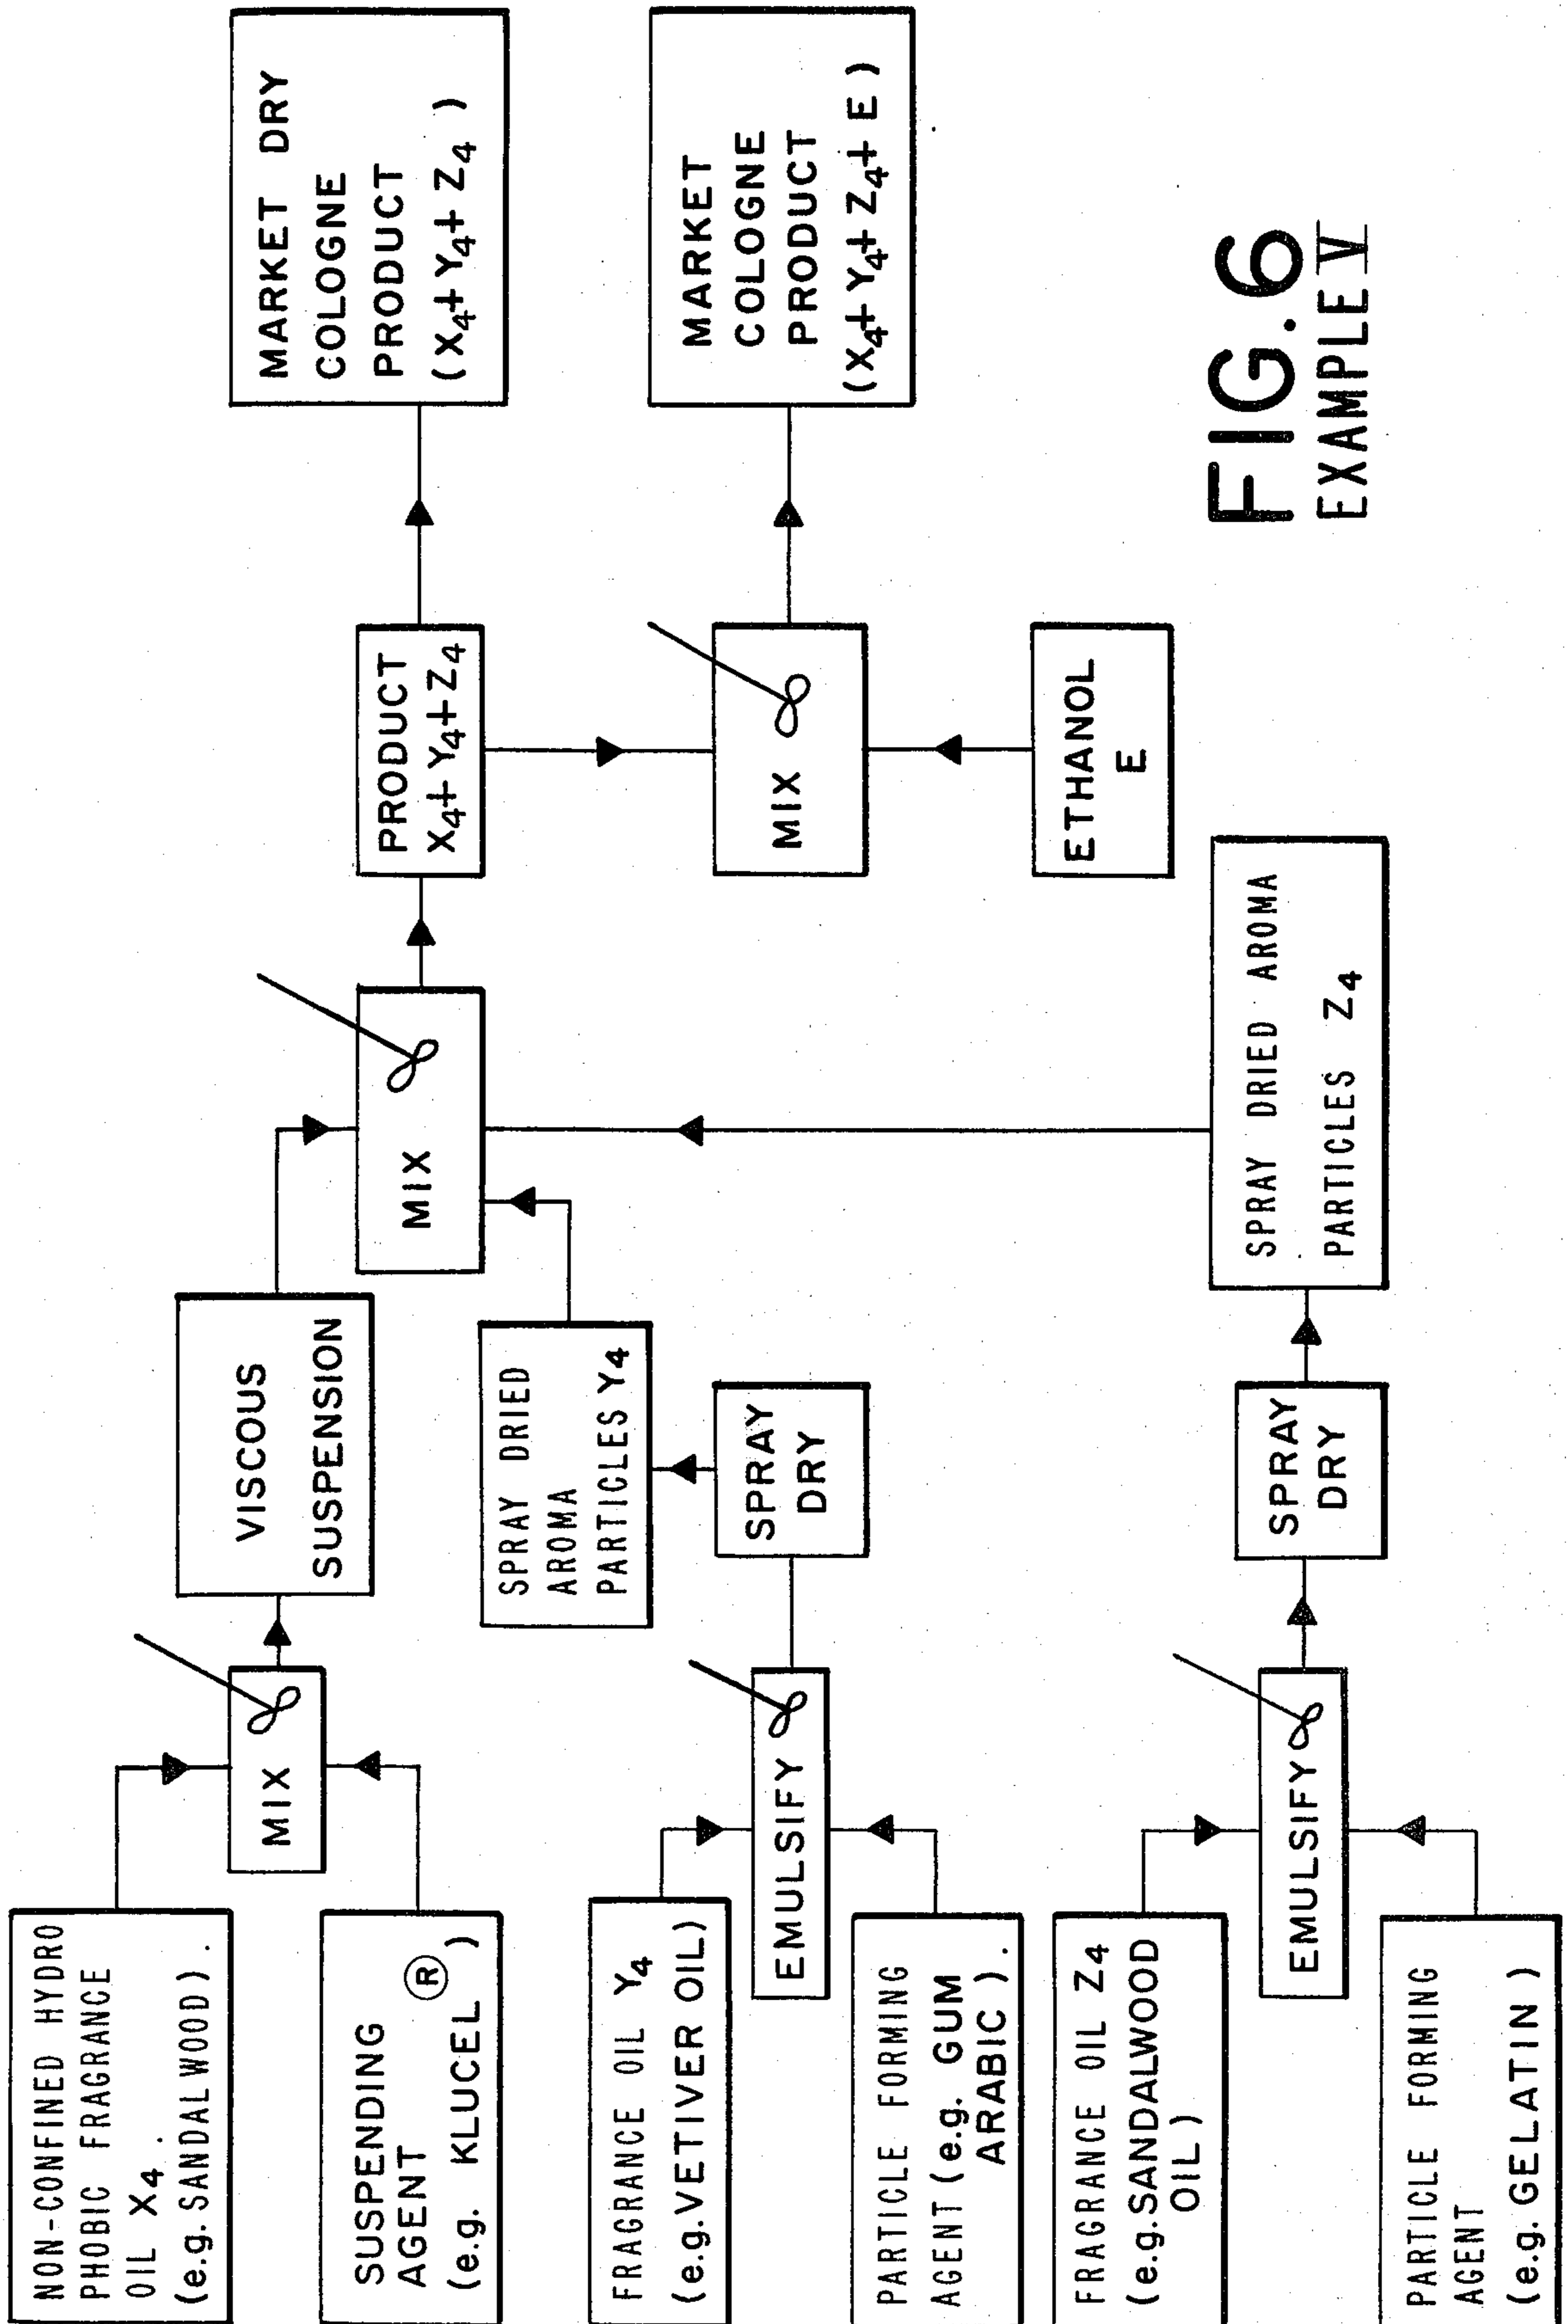 NON-CONFINED HYDRO
PHOBIC FRAGRANCE
OIL X4.
(e.g. SANDALWOOD).
SUSPENDING
AGENT ®
(e.g. KLUCEL)
MIX
VISCOUS
SUSPENSION
FRAGRANCE OIL Y4
(e.g. VETIVER OIL)
PARTICLE FORMING
AGENT (e.g. GUM
ARABIC).
EMULSIFY
SPRAY
DRY
SPRAY DRIED
AROMA
PARTICLES Y4
FRAGRANCE OIL Z4
(e.g. SANDALWOOD
OIL)
PARTICLE FORMING
AGENT
(e.g. GELATIN)
EMULSIFY
SPRAY
DRY
SPRAY DRIED AROMA
PARTICLES Z4
MIX
PRODUCT
X4+Y4+Z4
MARKET DRY
COLOGNE
PRODUCT
(X4+Y4+Z4)
MIX
ETHANOL
E
MARKET
COLOGNE
PRODUCT
(X4+Y4+Z4+E)
FIG. 6
EXAMPLE V